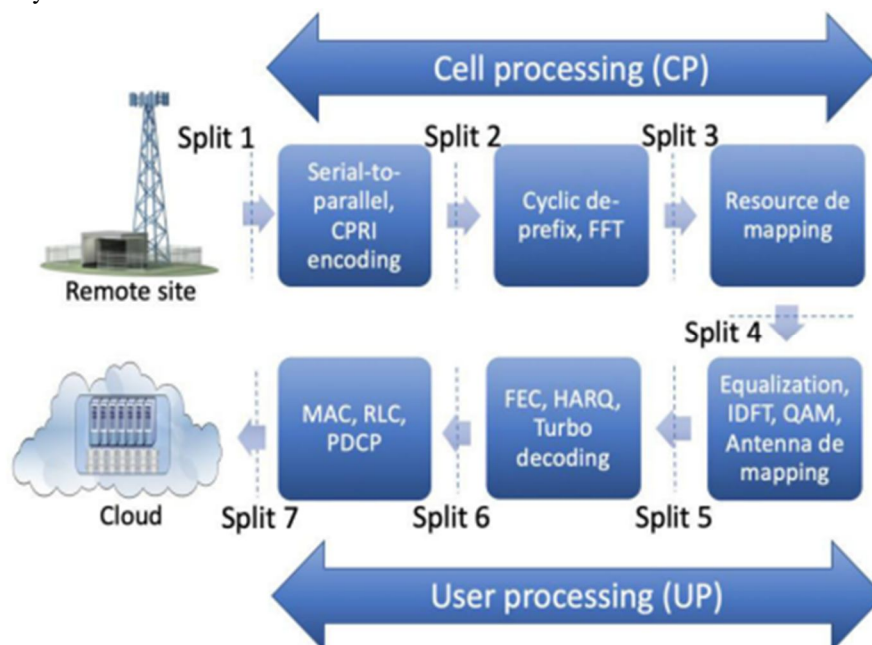 Cell processing (CP)
Split 1
Split 2
Split 3
Serial-to-
parallel,
CPRI
encoding
Cyclic de-
prefix, FFT
Resource de
mapping
Remote site
Split 4
Equalization,
IDFT, QAM,
Antenna de
mapping
FEC, HARQ,
Turbo
decoding
MAC, RLC,
PDCP
Cloud
Split 7
Split 6
Split 5
User processing (UP)